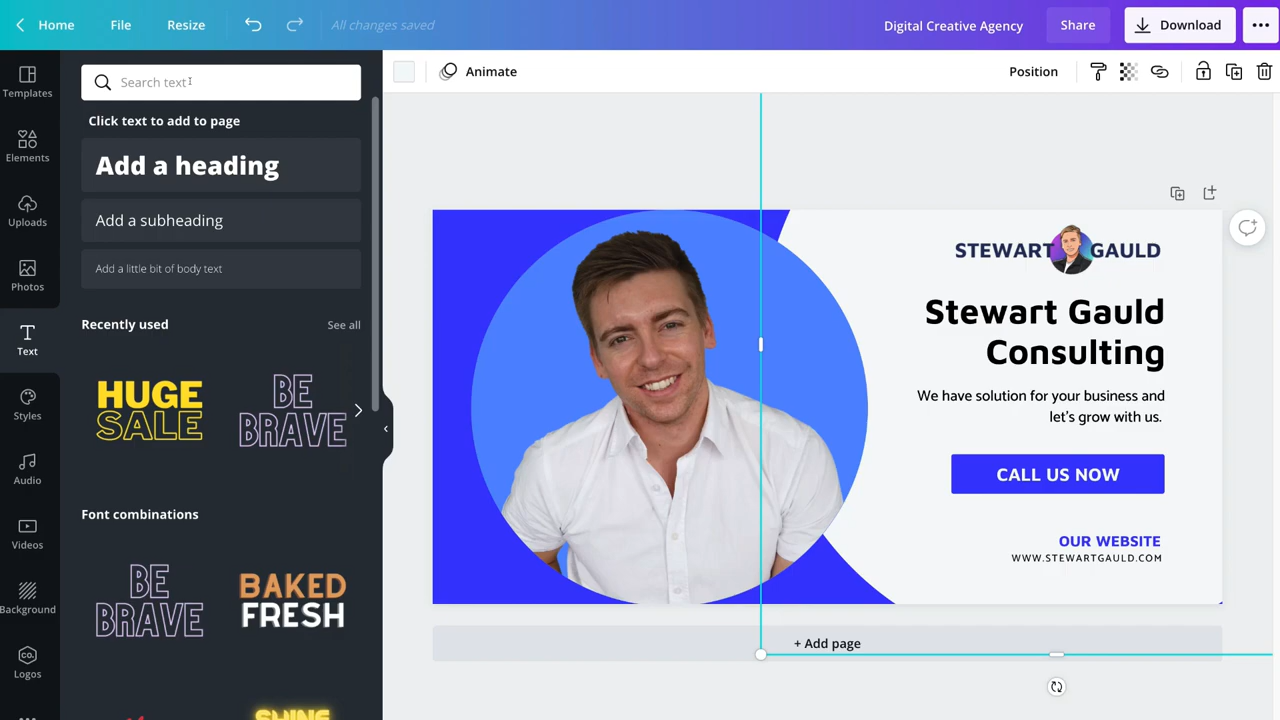 Home File Resize All changes saved Digital Creative Agency Share Download
Templates
Elements
Uploads
Photos
Text
Styles
Audio
Videos
Background
Logos
Search text
Click text to add to page
Add a heading
Add a subheading
Add a little bit of body text
Recently used See all
HUGE
SALE
BE
BRAVE
Font combinations
BE
BRAVE
BAKED
FRESH
SHINE
Animate Position
STEWART GAULD
Stewart Gauld
Consulting
We have solution for your business and
let's grow with us.
CALL US NOW
OUR WEBSITE
WWW.STEWARTGAULD.COM
+ Add page